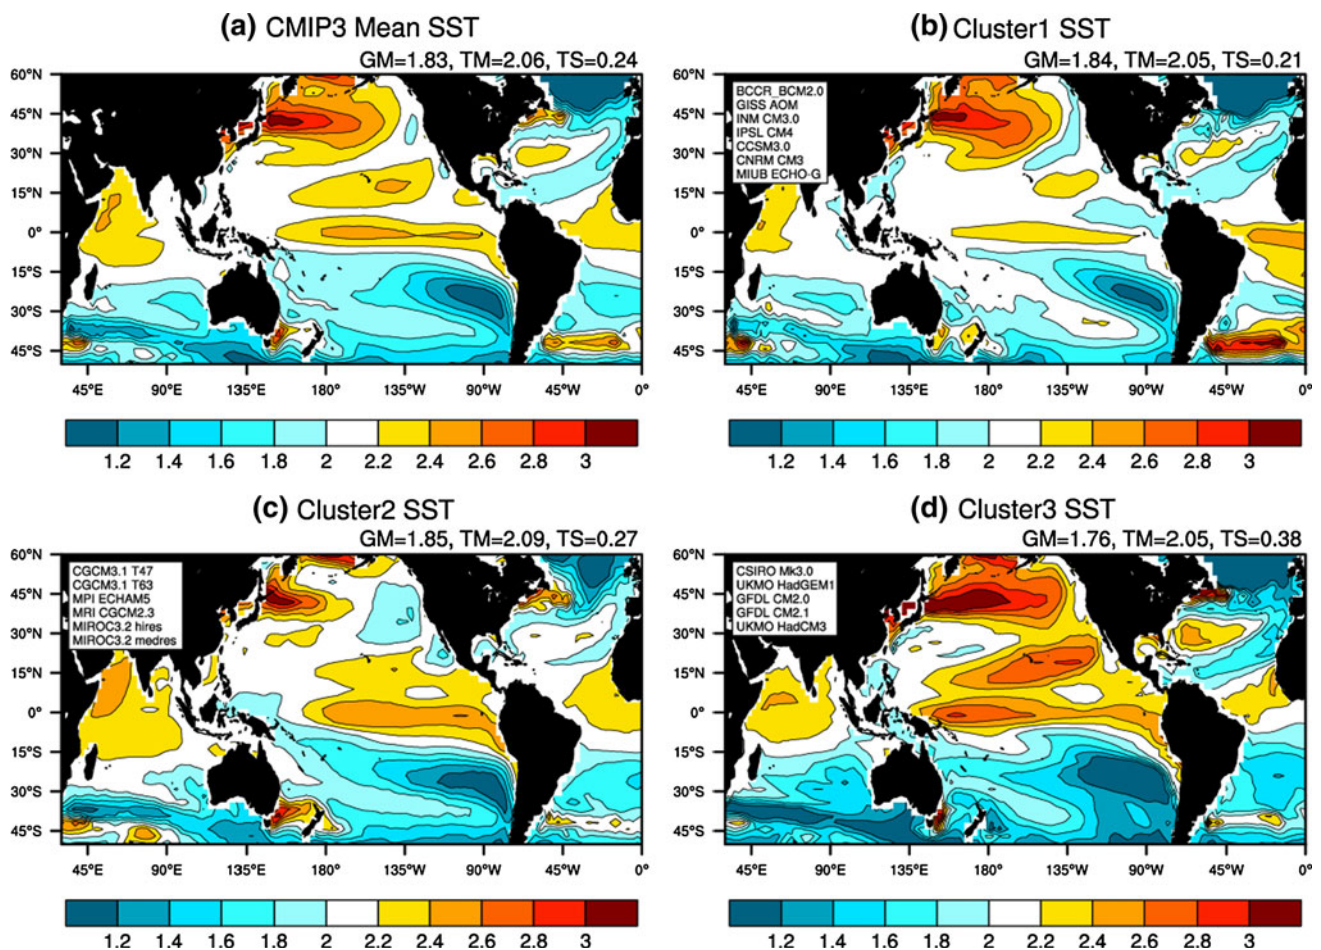 (a) CMIP3 Mean SST
GM=1.83, TM=2.06, TS=0.24
60°N
45°N
30°N
15°N
0°
15°S
30°S
45°S
45°E 90°E 135°E 180° 135°W 90°W 45°W 0°
1.2 1.4 1.6 1.8 2 2.2 2.4 2.6 2.8 3
(b) Cluster1 SST
GM=1.84, TM=2.05, TS=0.21
60°N
45°N
30°N
15°N
0°
15°S
30°S
45°S
BCCR_BCM2.0
GISS AOM
INM CM3.0
IPSL CM4
CCSM3.0
CNRM CM3
MIUB ECHO-G
45°E 90°E 135°E 180° 135°W 90°W 45°W 0°
1.2 1.4 1.6 1.8 2 2.2 2.4 2.6 2.8 3
(c) Cluster2 SST
GM=1.85, TM=2.09, TS=0.27
60°N
45°N
30°N
15°N
0°
15°S
30°S
45°S
CGCM3.1 T47
CGCM3.1 T63
MPI ECHAM5
MRI CGCM2.3
MIROC3.2 hires
MIROC3.2 medres
45°E 90°E 135°E 180° 135°W 90°W 45°W 0°
1.2 1.4 1.6 1.8 2 2.2 2.4 2.6 2.8 3
(d) Cluster3 SST
GM=1.76, TM=2.05, TS=0.38
60°N
45°N
30°N
15°N
0°
15°S
30°S
45°S
CSIRO Mk3.0
UKMO HadGEM1
GFDL CM2.0
GFDL CM2.1
UKMO HadCM3
45°E 90°E 135°E 180° 135°W 90°W 45°W 0°
1.2 1.4 1.6 1.8 2 2.2 2.4 2.6 2.8 3